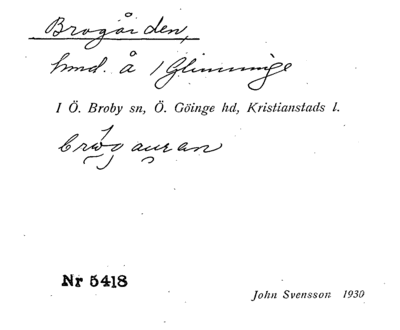 Brogården,
hmd. å 1 Glimminge
I Ö. Broby sn, Ö. Göinge hd, Kristianstads l.
Nr 5418
John Svensson 1930